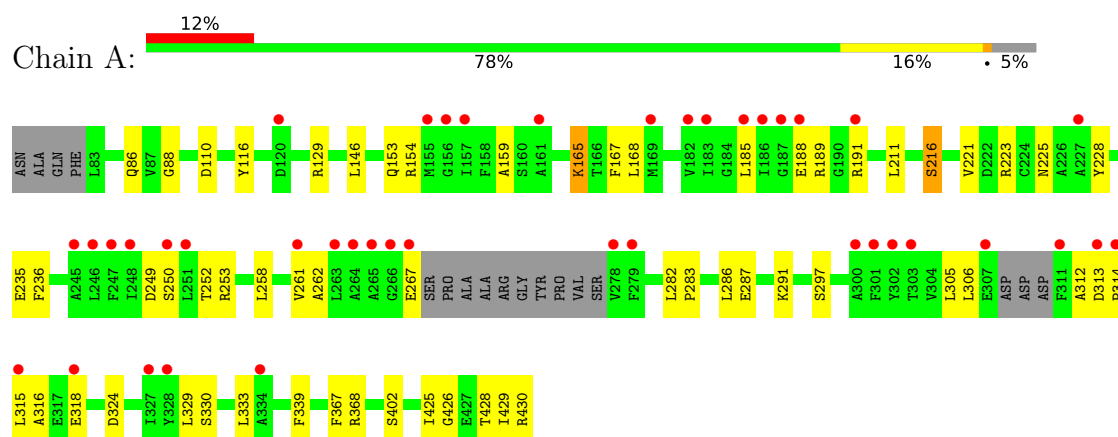 12%
Chain A:
78% 16% • 5%
ASN ALA GLN PHE L83 Q86 V87 G88 D110 Y116 D120 R129 L146 Q153 R154 M155 G156 I157 F158 A159 S160 A161 K165 T166 F167 L168 M169 V182 I183 G184 L185 I186 G187 E188 R189 G190 R191 L211 S216 V221 D222 R223 C224 N225 A226 A227 Y228
E235 F236 A245 L246 F247 I248 D249 S250 L251 T252 R253 L258 V261 A262 L263 A264 A265 G266 E267 SER PRO ALA ALA ARG GLY TYR PRO VAL SER V278 F279 L282 P283 L286 E287 K291 S297 A300 F301 Y302 T303 V304 L305 L306 E307 ASP ASP ASP F311 A312 D313
L315 A316 E317 E318 D324 I327 Y328 L329 S330 L333 A334 F339 F367 R368 S402 I425 G426 E427 T428 I429 R430